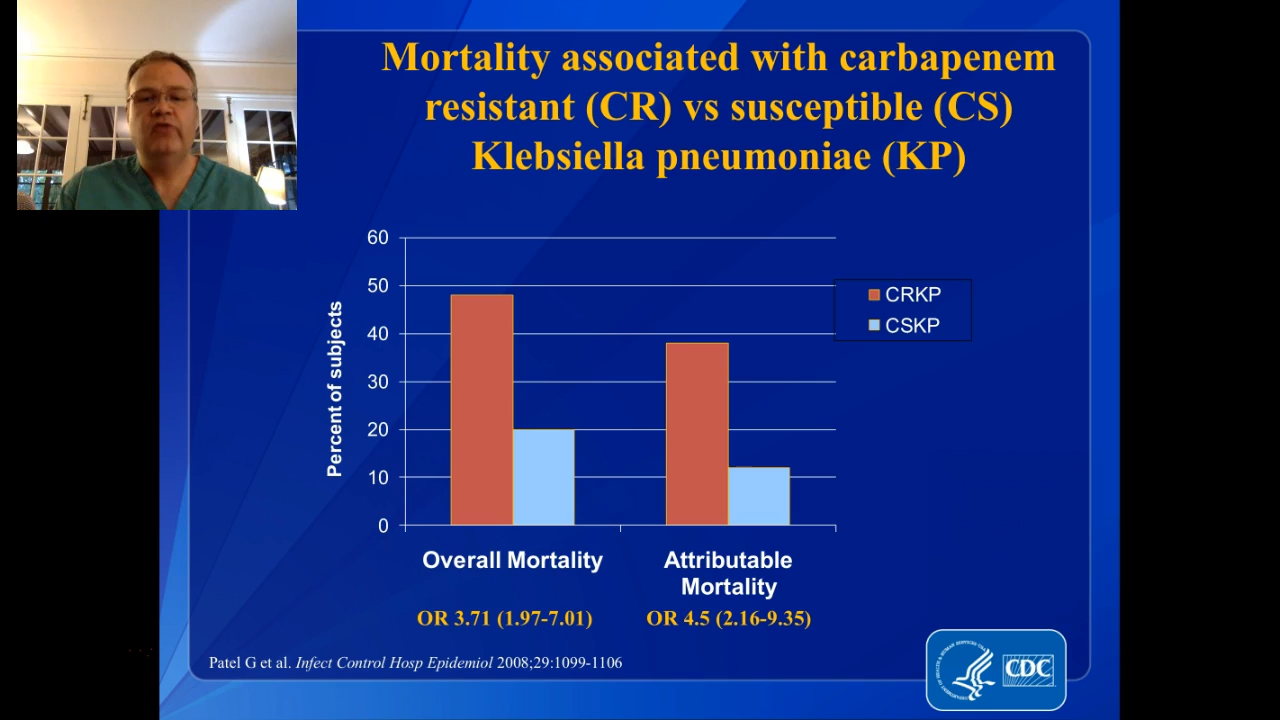 Mortality associated with carbapenem
resistant (CR) vs susceptible (CS)
Klebsiella pneumoniae (KP)
60
50
40
30
20
10
0
Percent of subjects
CRKP
CSKP
Overall Mortality
Attributable
Mortality
OR 3.71 (1.97-7.01)
OR 4.5 (2.16-9.35)
Patel G et al. Infect Control Hosp Epidemiol 2008;29:1099-1106
CDC